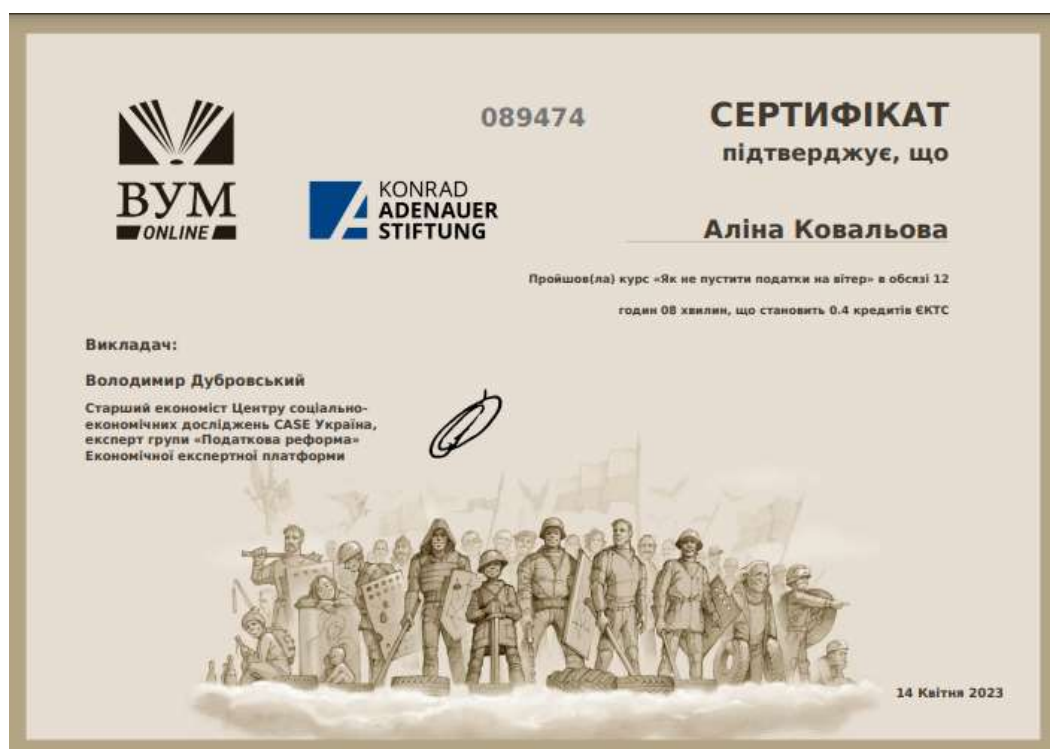 089474
СЕРТИФІКАТ
підтверджує, що
ВУМ
ONLINE
KONRAD
ADENAUER
STIFTUNG
Аліна Ковальова
Пройшов(ла) курс «Як не пустити податки на вітер» в обсязі 12
годин 08 хвилин, що становить 0.4 кредитів ЄКТС
Викладач:
Володимир Дубровський
Старший економіст Центру соціально-
економічних досліджень CASE Україна,
експерт групи «Податкова реформа»
Економічної експертної платформи
14 Квітня 2023